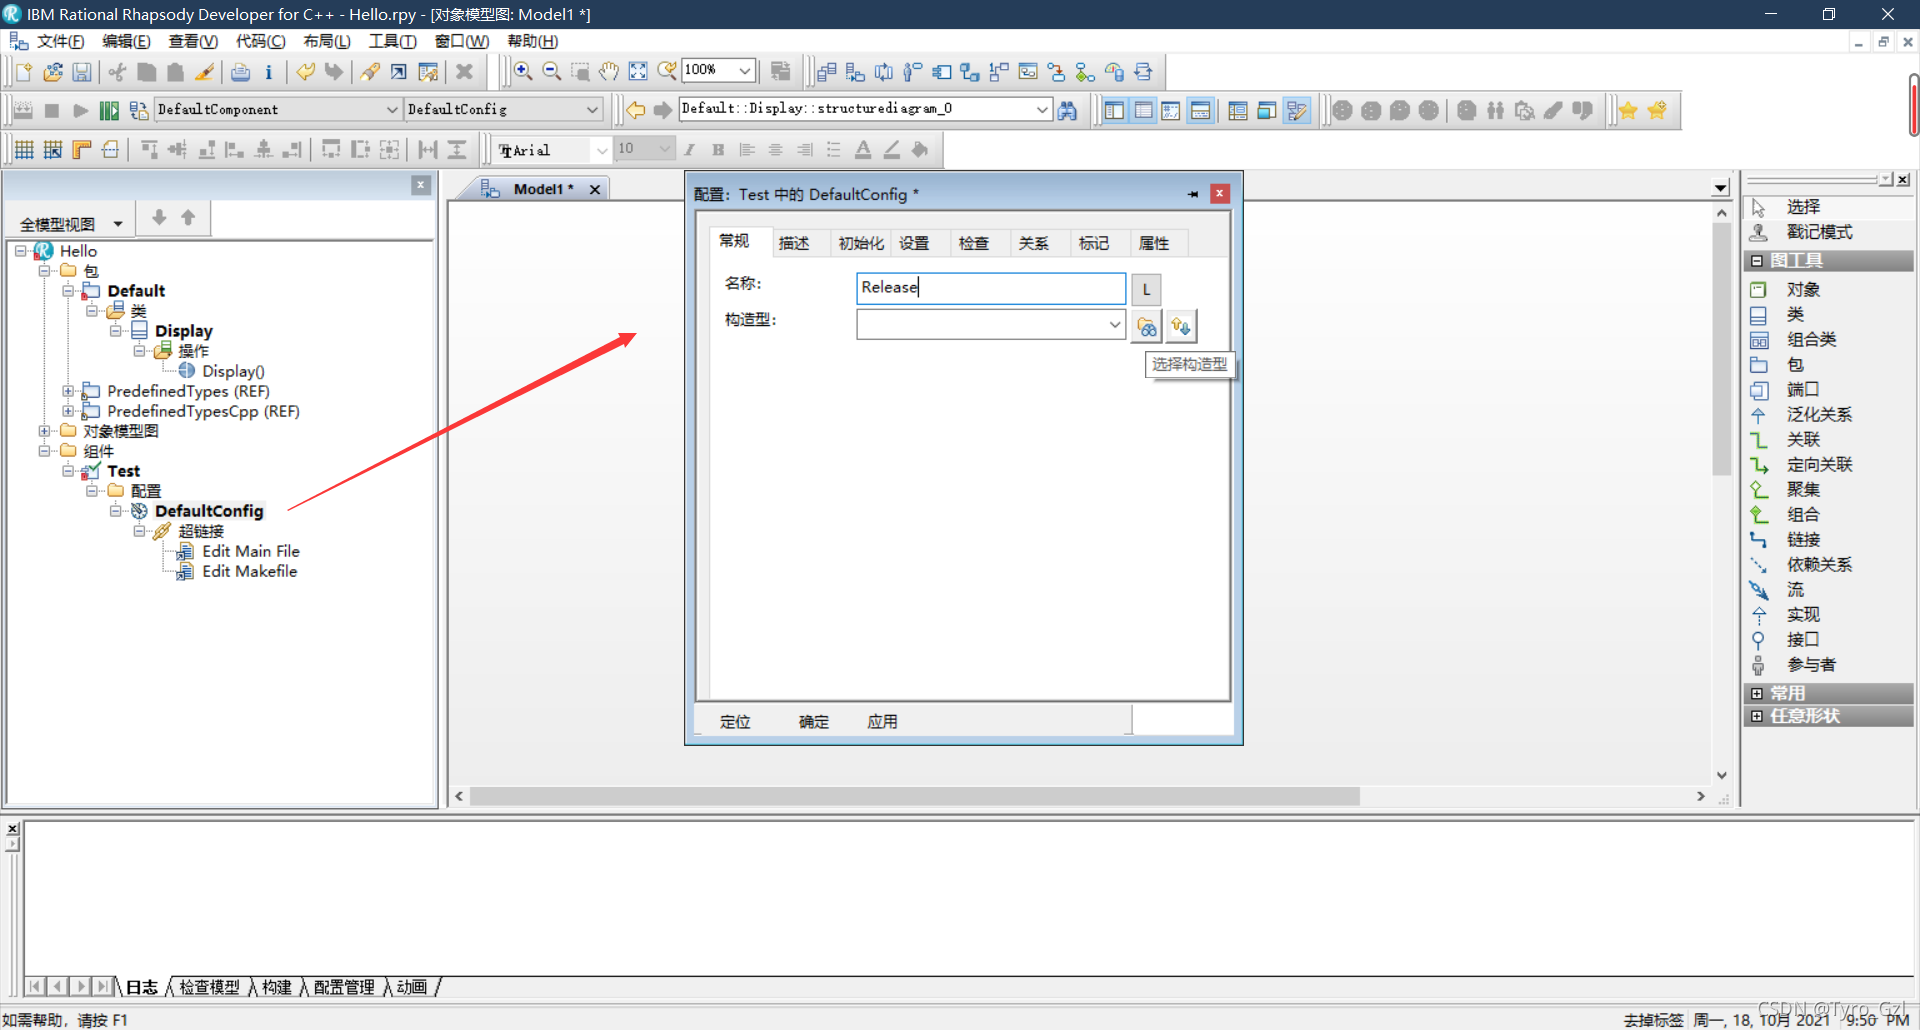 IBM Rational Rhapsody Developer for C++ - Hello.rpy - [对象模型图: Model1 *]
文件(F) 编辑(E) 查看(V) 代码(C) 布局(L) 工具(T) 窗口(W) 帮助(H)
100%
DefaultComponent DefaultConfig Default::Display::structurediagram_0
Arial 10
Model1 *
全模型视图
Hello
包
Default
类
Display
操作
Display()
PredefinedTypes (REF)
PredefinedTypesCpp (REF)
对象模型图
组件
Test
配置
DefaultConfig
超链接
Edit Main File
Edit Makefile
配置: Test 中的 DefaultConfig *
常规 描述 初始化 设置 检查 关系 标记 属性
名称: Release L
构造型:
选择构造型
定位 确定 应用
选择
戳记模式
图工具
对象
类
组合类
包
端口
泛化关系
关联
定向关联
聚集
组合
链接
依赖关系
流
实现
接口
参与者
常用
任意形状
日志 检查模型 构建 配置管理 动画
如需帮助, 请按 F1
去掉标签 周一, 18, 10月 2021 9:50 PM
CSDN @Tyro_Gzl